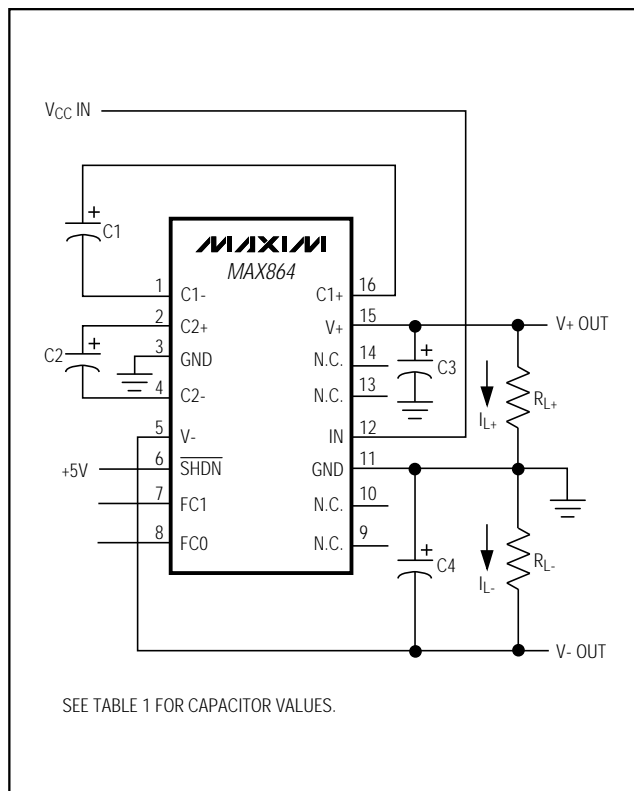 VCC IN
+
C1
MAXIM
MAX864
1 C1- C1+ 16
2 C2+ V+ 15
V+ OUT
+
C2
3 GND N.C. 14
+
C3
4 C2- N.C. 13
IL+
RL+
5 V- IN 12
+5V
6 SHDN GND 11
7 FC1 N.C. 10
8 FC0 N.C. 9
+
C4
IL-
RL-
V- OUT
SEE TABLE 1 FOR CAPACITOR VALUES.